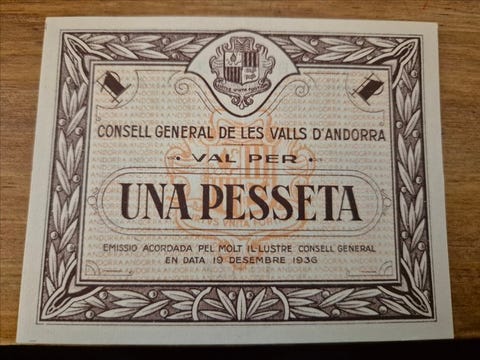 CONSELL GENERAL DE LES VALLS D'ANDORRA
· VAL PER ·
UNA PESSETA
EMISSIO ACORDADA PEL MOLT IL·LUSTRE CONSELL GENERAL
EN DATA 19 DESEMBRE 1936